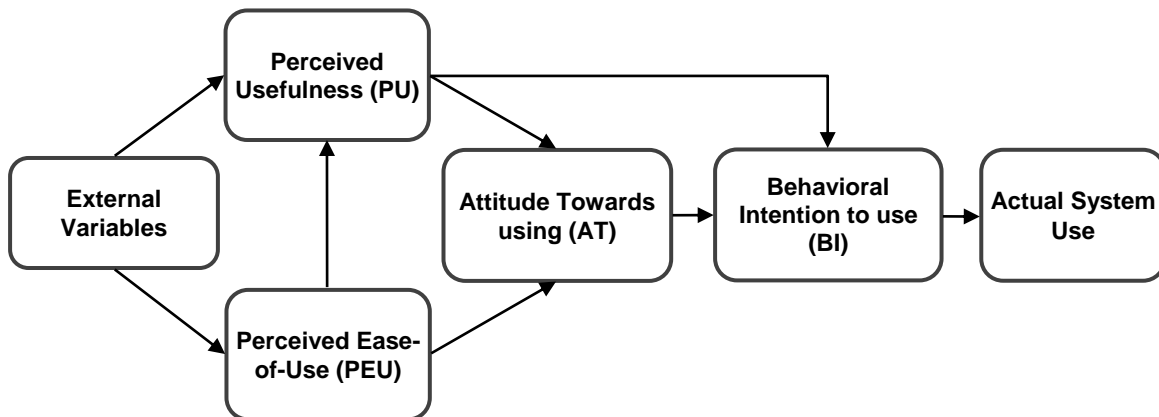 Perceived
Usefulness (PU)
External
Variables
Perceived Ease-
of-Use (PEU)
Attitude Towards
using (AT)
Behavioral
Intention to use
(BI)
Actual System
Use